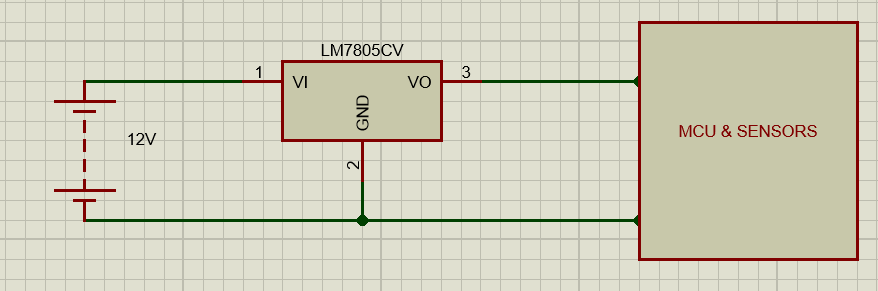 LM7805CV
1
3
VI
VO
GND
2
12V
MCU & SENSORS